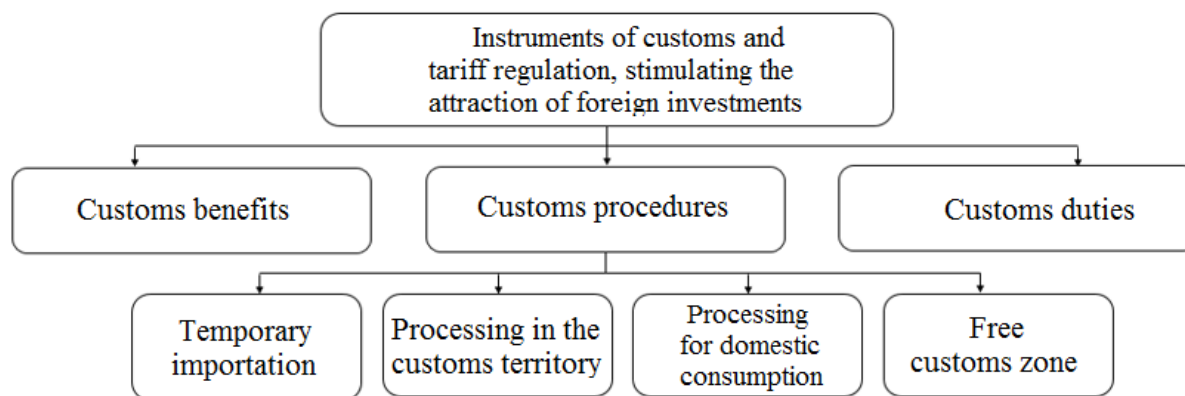 Instruments of customs and
tariff regulation, stimulating the
attraction of foreign investments
Customs benefits
Customs procedures
Customs duties
Temporary
importation
Processing in the
customs territory
Processing
for domestic
consumption
Free
customs zone